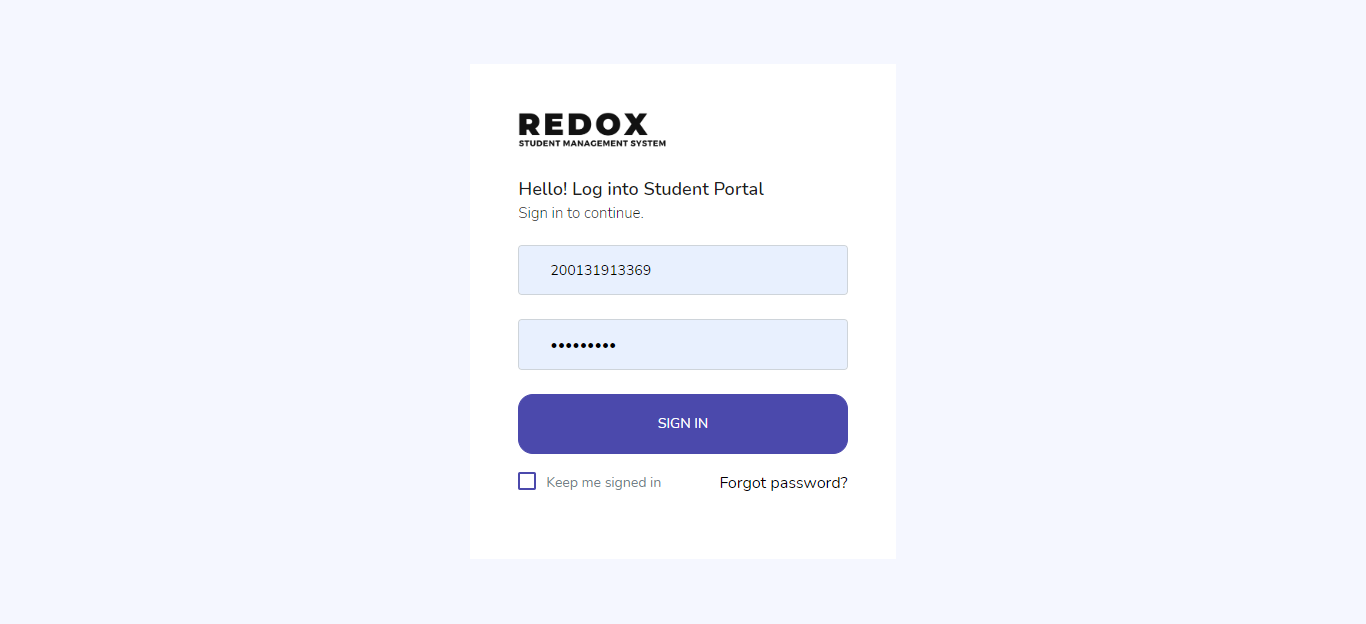 REDOX
STUDENT MANAGEMENT SYSTEM
Hello! Log into Student Portal
Sign in to continue.
200131913369
•••••••••
SIGN IN
Keep me signed in
Forgot password?